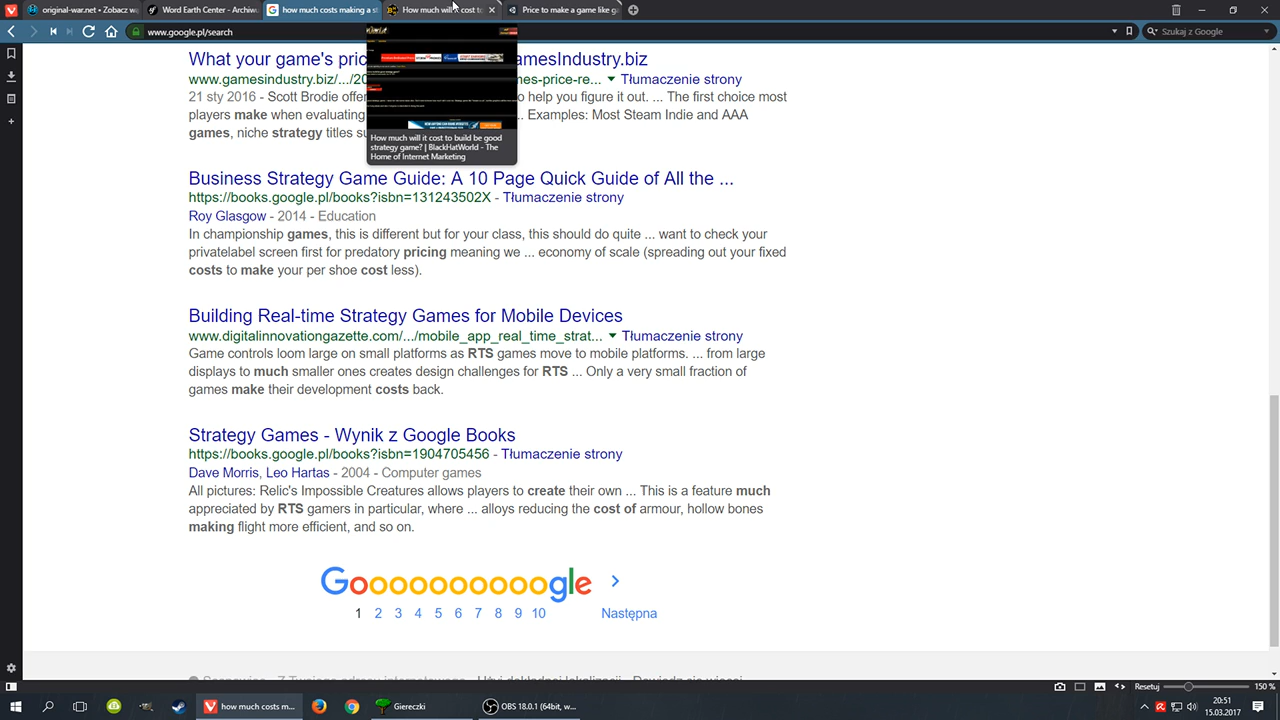 original-war.net • Zobacz wą
Word Earth Center - Archiw
how much costs making a st
How much will it cost to
Price to make a game like g
www.google.pl/search
Szukaj z Google
What your game's pric
amesIndustry.biz
www.gamesindustry.biz/.../20
Tłumaczenie strony
21 sty 2016 - Scott Brodie offe
help you figure it out. ... The first choice most
players make when evaluating
Examples: Most Steam Indie and AAA
games, niche strategy titles su
How much will it cost to build be good
strategy game? | BlackHatWorld - The
Home of Internet Marketing
Business Strategy Game Guide: A 10 Page Quick Guide of All the ...
https://books.google.pl/books?isbn=131243502X - Tłumaczenie strony
Roy Glasgow - 2014 - Education
In championship games, this is different but for your class, this should do quite ... want to check your
privatelabel screen first for predatory pricing meaning we ... economy of scale (spreading out your fixed
costs to make your per shoe cost less).
Building Real-time Strategy Games for Mobile Devices
www.digitalinnovationgazette.com/.../mobile_app_real_time_strat... Tłumaczenie strony
Game controls loom large on small platforms as RTS games move to mobile platforms. ... from large
displays to much smaller ones creates design challenges for RTS ... Only a very small fraction of
games make their development costs back.
Strategy Games - Wynik z Google Books
https://books.google.pl/books?isbn=1904705456 - Tłumaczenie strony
Dave Morris, Leo Hartas - 2004 - Computer games
All pictures: Relic's Impossible Creatures allows players to create their own ... This is a feature much
appreciated by RTS gamers in particular, where ... alloys reducing the cost of armour, hollow bones
making flight more efficient, and so on.
Goooooooooogle
1 2 3 4 5 6 7 8 9 10 Następna
Resetuj 150 %
how much costs m...
Giereczki
OBS 18.0.1 (64bit, w...
20:51
15.03.2017